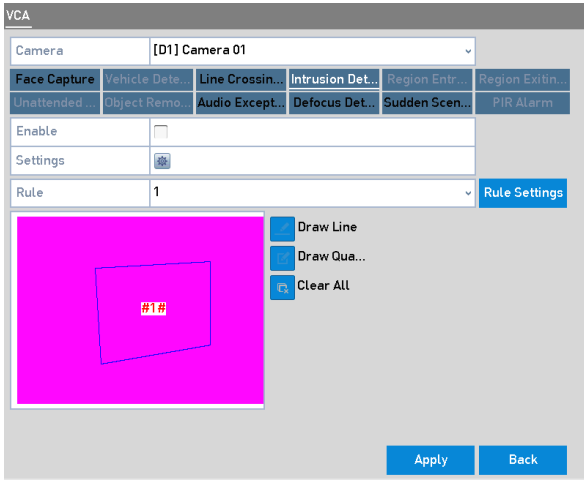 VCA
Camera [D1] Camera 01
Face Capture Vehicle Dete... Line Crossin... Intrusion Det... Region Entr... Region Exitin...
Unattended ... Object Remo... Audio Except... Defocus Det... Sudden Scen... PIR Alarm
Enable
Settings
Rule 1 Rule Settings
Draw Line
Draw Qua...
Clear All
#1#
Apply Back